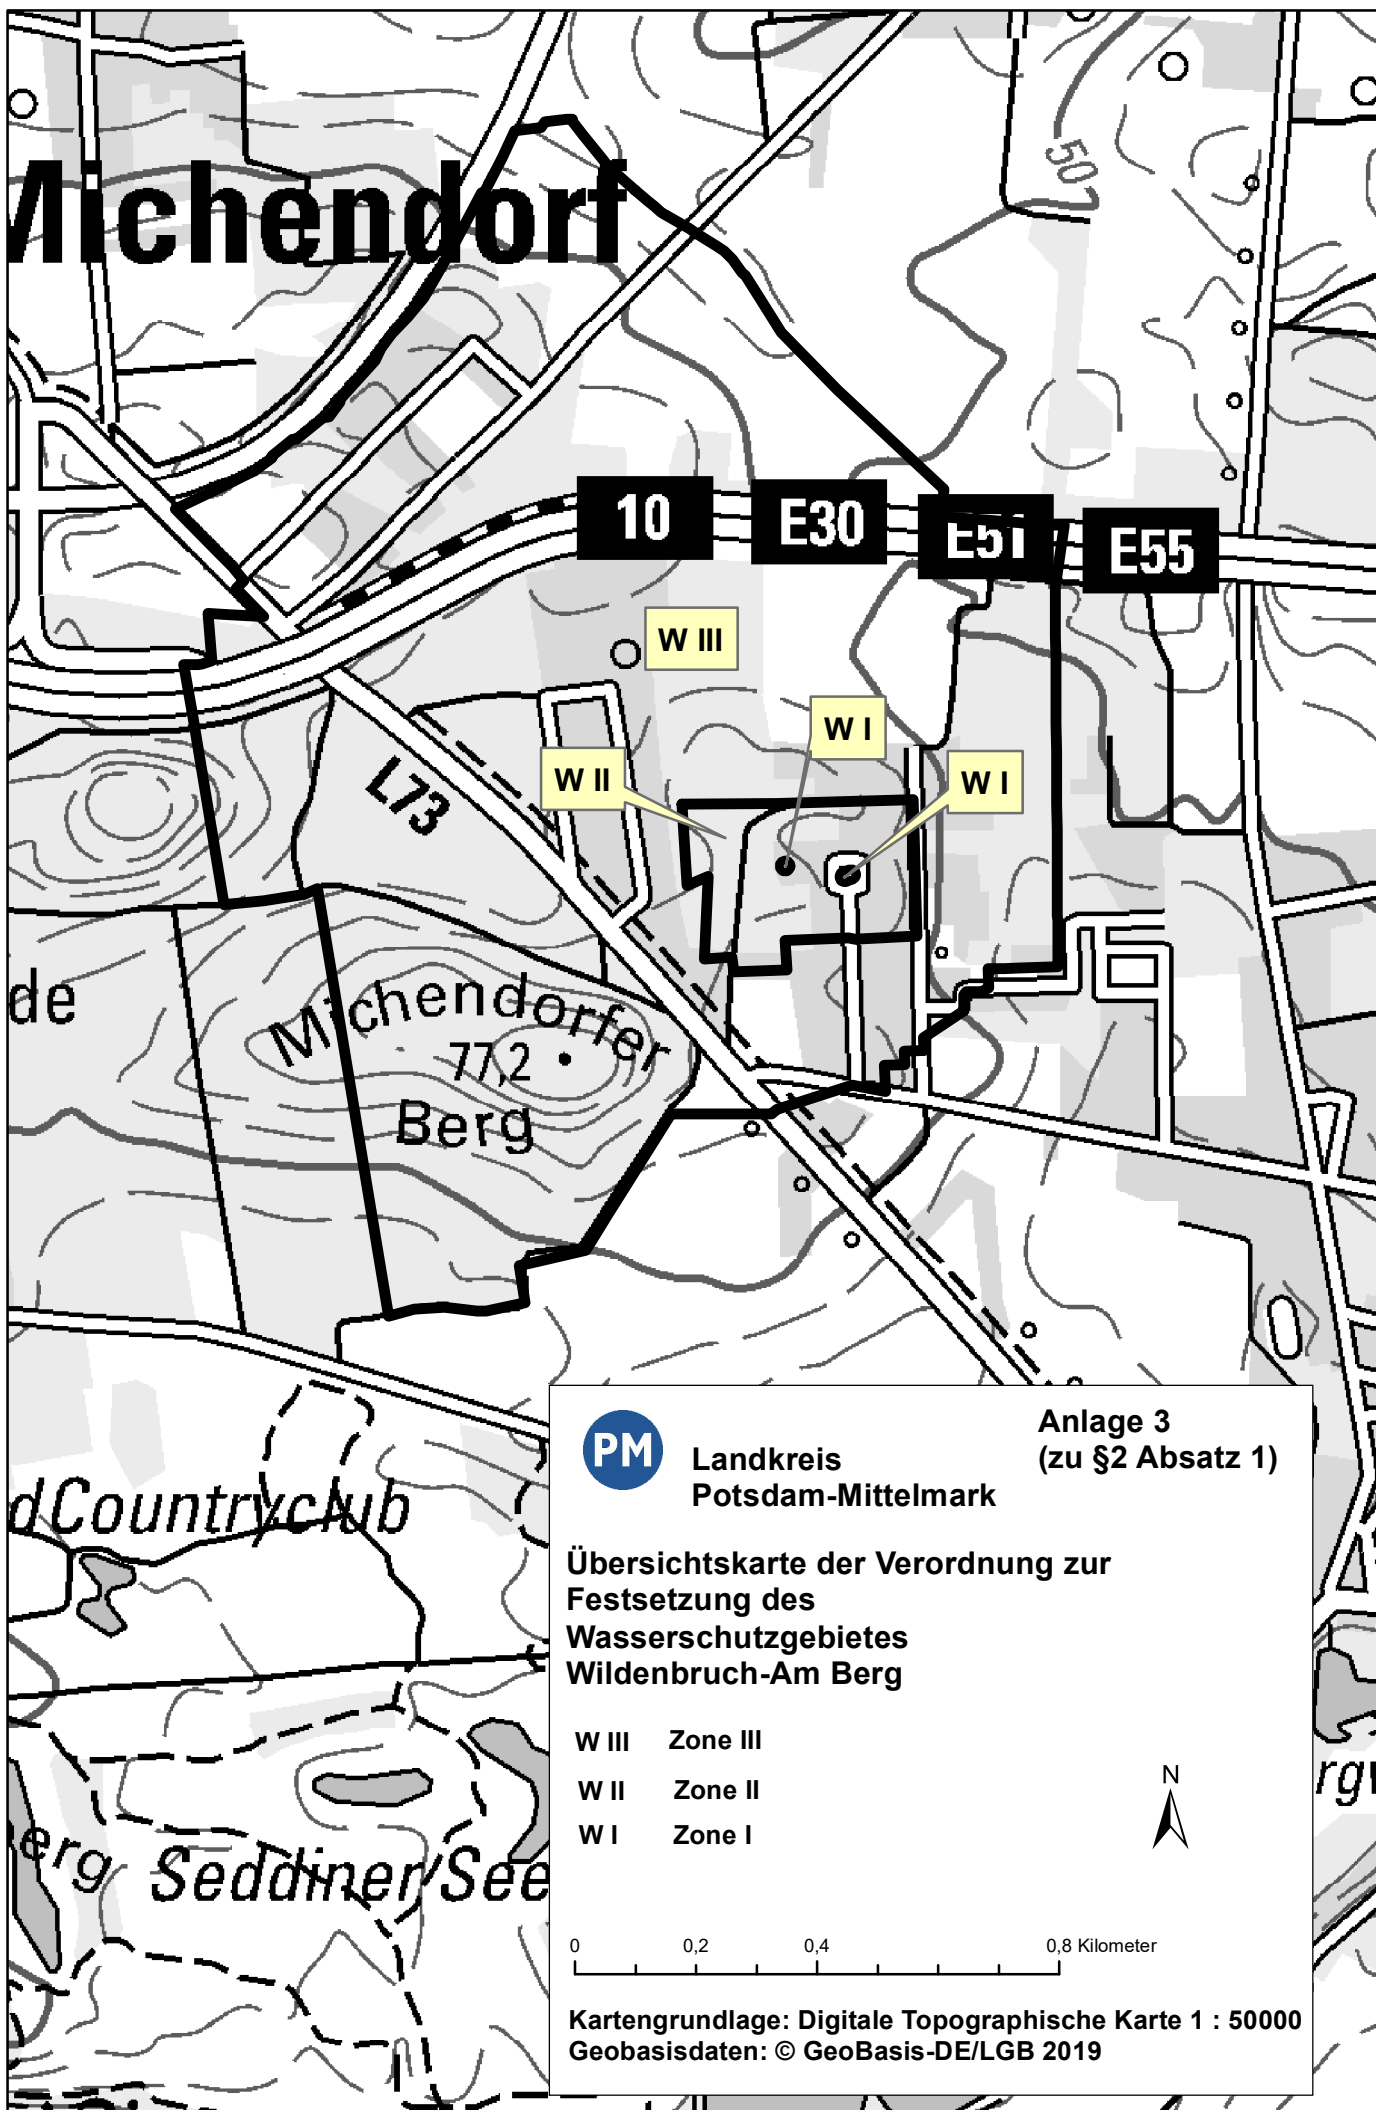 Michendorf
50
10
E30
E51
E55
W III
W I
W II
W I
L73
de
Michendorfer
77,2
Berg
d Countryclub
erg
Seddiner See
rgv
PM
Landkreis
Potsdam-Mittelmark
Anlage 3
(zu §2 Absatz 1)
Übersichtskarte der Verordnung zur
Festsetzung des
Wasserschutzgebietes
Wildenbruch-Am Berg
W III Zone III
W II Zone II
W I Zone I
N
0 0,2 0,4 0,8 Kilometer
Kartengrundlage: Digitale Topographische Karte 1 : 50000
Geobasisdaten: © GeoBasis-DE/LGB 2019